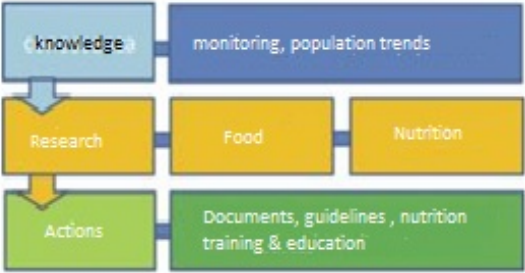 knowledge
monitoring, population trends
Research
Food
Nutrition
Actions
Documents, guidelines , nutrition
training & education